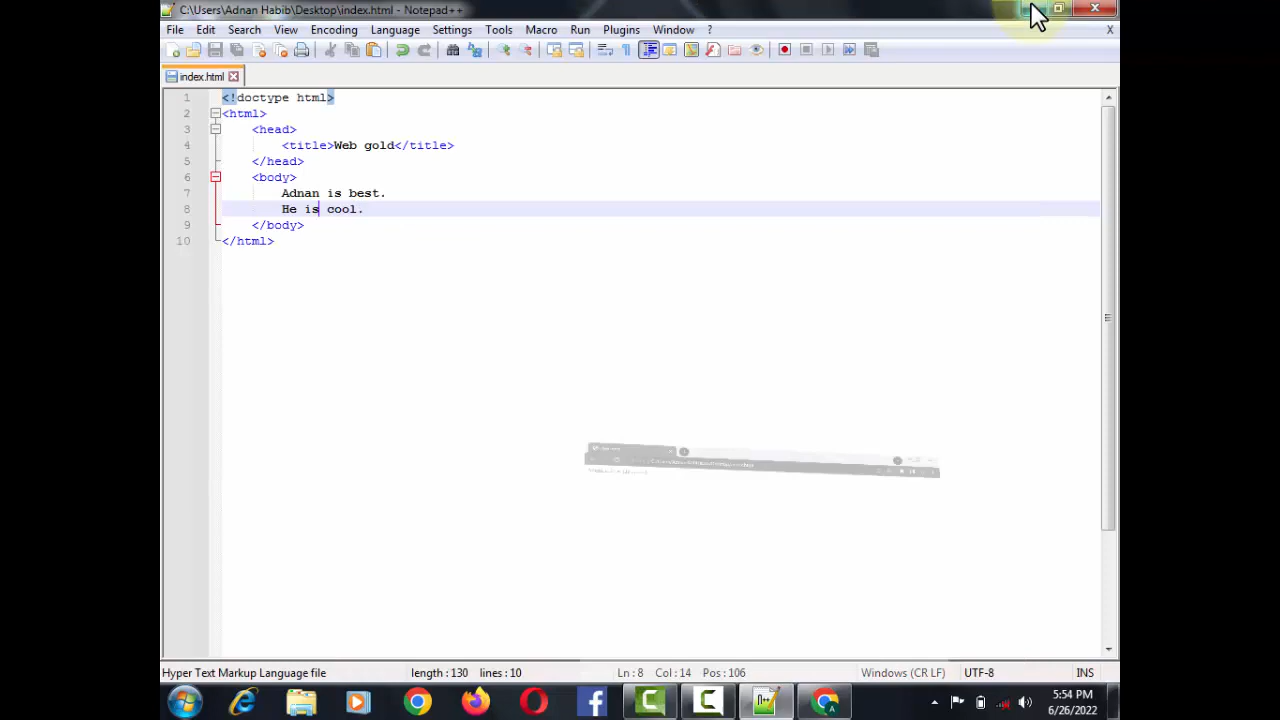 C:\Users\Adnan Habib\Desktop\index.html - Notepad++
File Edit Search View Encoding Language Settings Tools Macro Run Plugins Window ? X
index.html
1 <!doctype html>
2 <html>
3 <head>
4 <title>Web gold</title>
5 </head>
6 <body>
7 Adnan is best.
8 He is cool.
9 </body>
10 </html>
Hyper Text Markup Language file length : 130 lines : 10 Ln : 8 Col : 14 Pos : 106 Windows (CR LF) UTF-8 INS
5:54 PM
6/26/2022